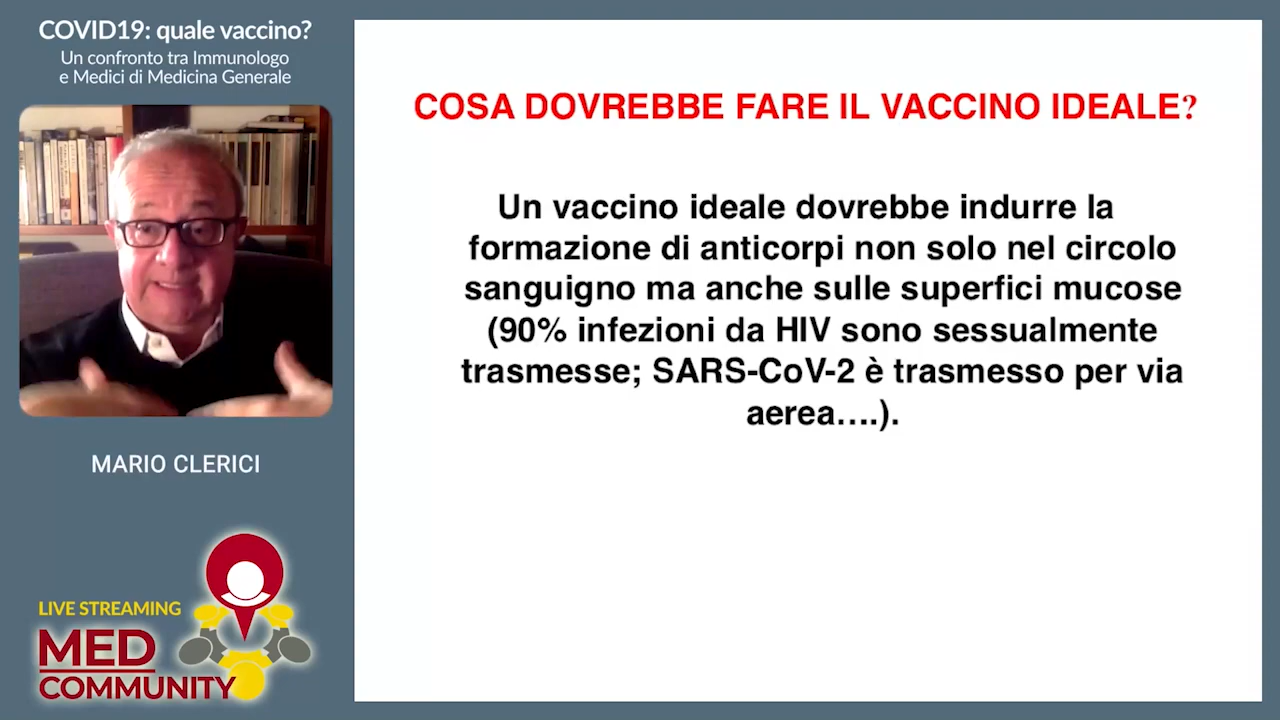 COVID19: quale vaccino?
Un confronto tra Immunologo
e Medici di Medicina Generale
MARIO CLERICI
LIVE STREAMING
MED
COMMUNITY
COSA DOVREBBE FARE IL VACCINO IDEALE?
Un vaccino ideale dovrebbe indurre la
formazione di anticorpi non solo nel circolo
sanguigno ma anche sulle superfici mucose
(90% infezioni da HIV sono sessualmente
trasmesse; SARS-CoV-2 è trasmesso per via
aerea….).